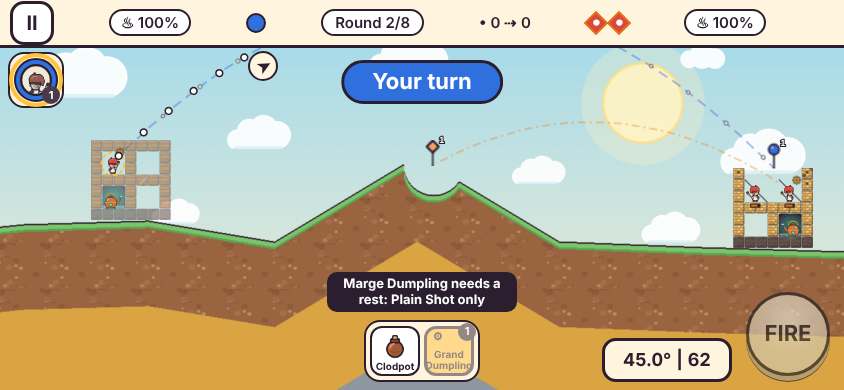 ♨ 100%
Round 2/8
• 0 ⇢ 0
♨ 100%
1
Your turn
1
1
Marge Dumpling needs a
rest: Plain Shot only
Clodpot
1
Grand
Dumpling
45.0° | 62
FIRE